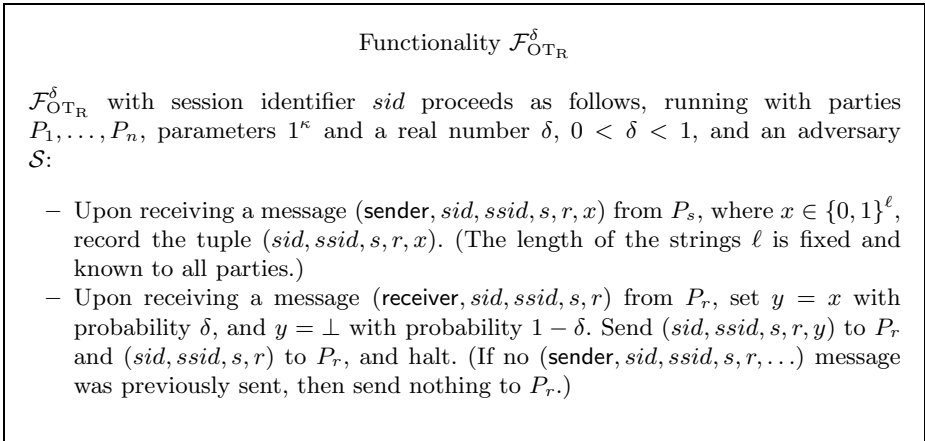 Functionality $\mathcal{F}^{\delta}_{\mathrm{OT_R}}$
$\mathcal{F}^{\delta}_{\mathrm{OT_R}}$ with session identifier sid proceeds as follows, running with parties
$P_1, \ldots, P_n$, parameters $1^\kappa$ and a real number $\delta$, $0 < \delta < 1$, and an adversary
$\mathcal{S}$:
– Upon receiving a message (sender, sid, ssid, s, r, x) from $P_s$, where $x \in \{0, 1\}^\ell$,
record the tuple (sid, ssid, s, r, x). (The length of the strings $\ell$ is fixed and
known to all parties.)
– Upon receiving a message (receiver, sid, ssid, s, r) from $P_r$, set $y = x$ with
probability $\delta$, and $y = \bot$ with probability $1 - \delta$. Send (sid, ssid, s, r, y) to $P_r$
and (sid, ssid, s, r) to $P_r$, and halt. (If no (sender, sid, ssid, s, r, . . .) message
was previously sent, then send nothing to $P_r$.)